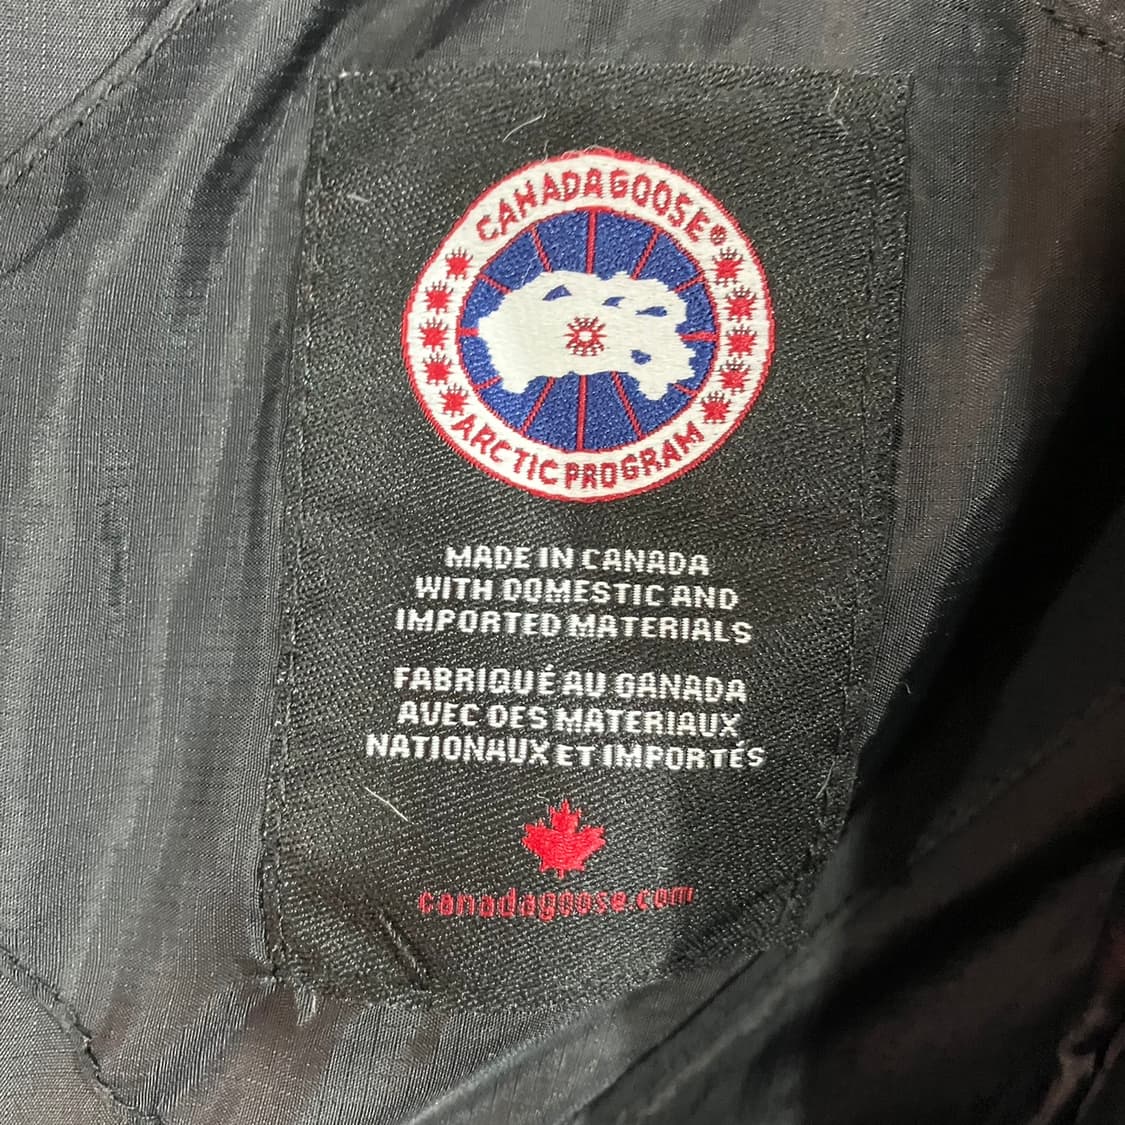 CANADA GOOSE®
ARCTIC PROGRAM
MADE IN CANADA
WITH DOMESTIC AND
IMPORTED MATERIALS
FABRIQUÉ AU CANADA
AVEC DES MATERIAUX
NATIONAUX ET IMPORTÉS
canadagoose.com